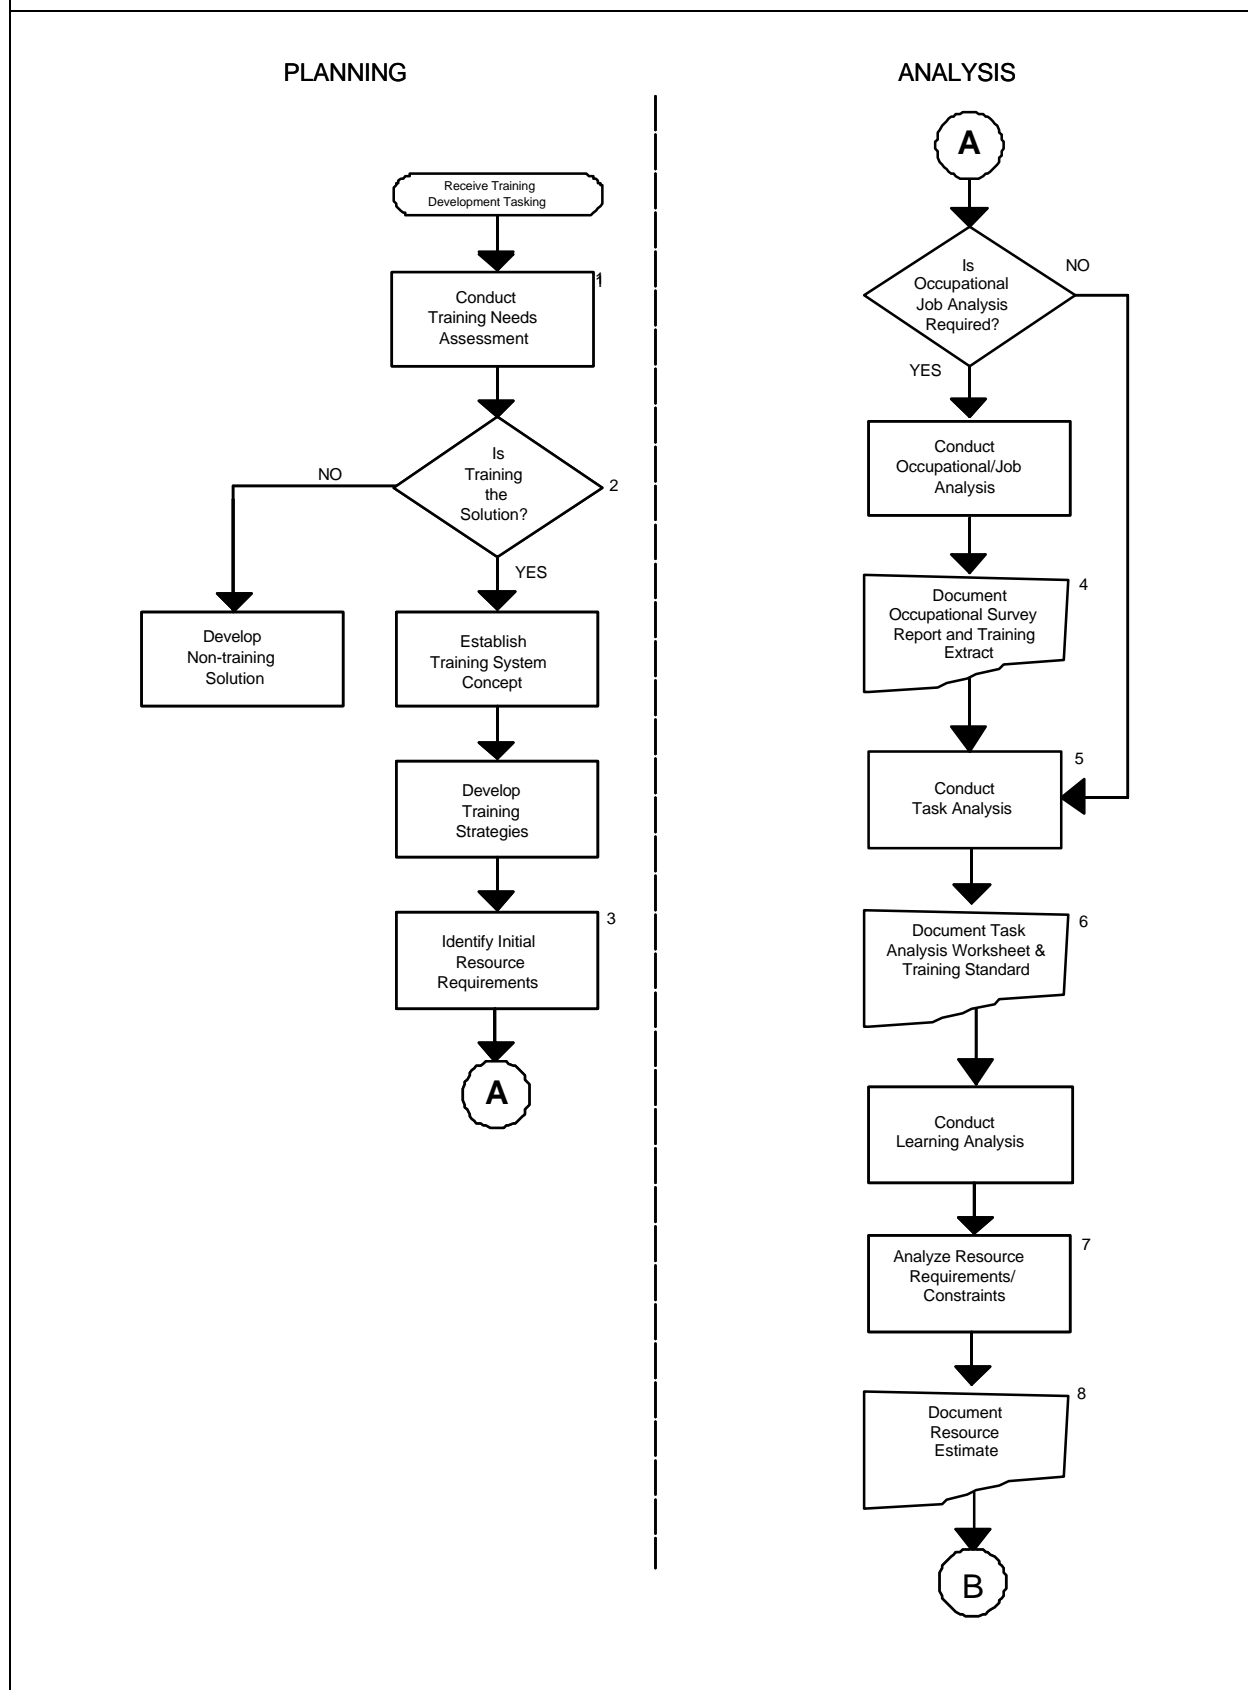 PLANNING
Receive Training
Development Tasking
1
Conduct
Training Needs
Assessment
Is
Training
the
Solution?
2
NO
YES
Develop
Non-training
Solution
Establish
Training System
Concept
Develop
Training
Strategies
3
Identify Initial
Resource
Requirements
A
ANALYSIS
A
Is
Occupational
Job Analysis
Required?
NO
YES
Conduct
Occupational/Job
Analysis
4
Document
Occupational Survey
Report and Training
Extract
5
Conduct
Task Analysis
6
Document Task
Analysis Worksheet &
Training Standard
Conduct
Learning Analysis
7
Analyze Resource
Requirements/
Constraints
8
Document
Resource
Estimate
B